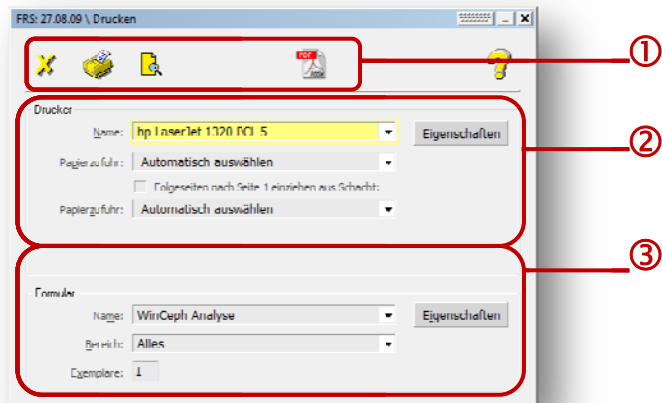 FRS: 27.08.09 \ Drucken
PDF
①
Drucker
Name: hp LaserJet 1320 PCL 5 Eigenschaften
②
Papierzufuhr: Automatisch auswählen
Folgeseiten nach Seite 1 einziehen aus Schacht:
Papierzufuhr: Automatisch auswählen
③
Formular
Name: WinCeph Analyse Eigenschaften
Bereich: Alles
Exemplare: 1